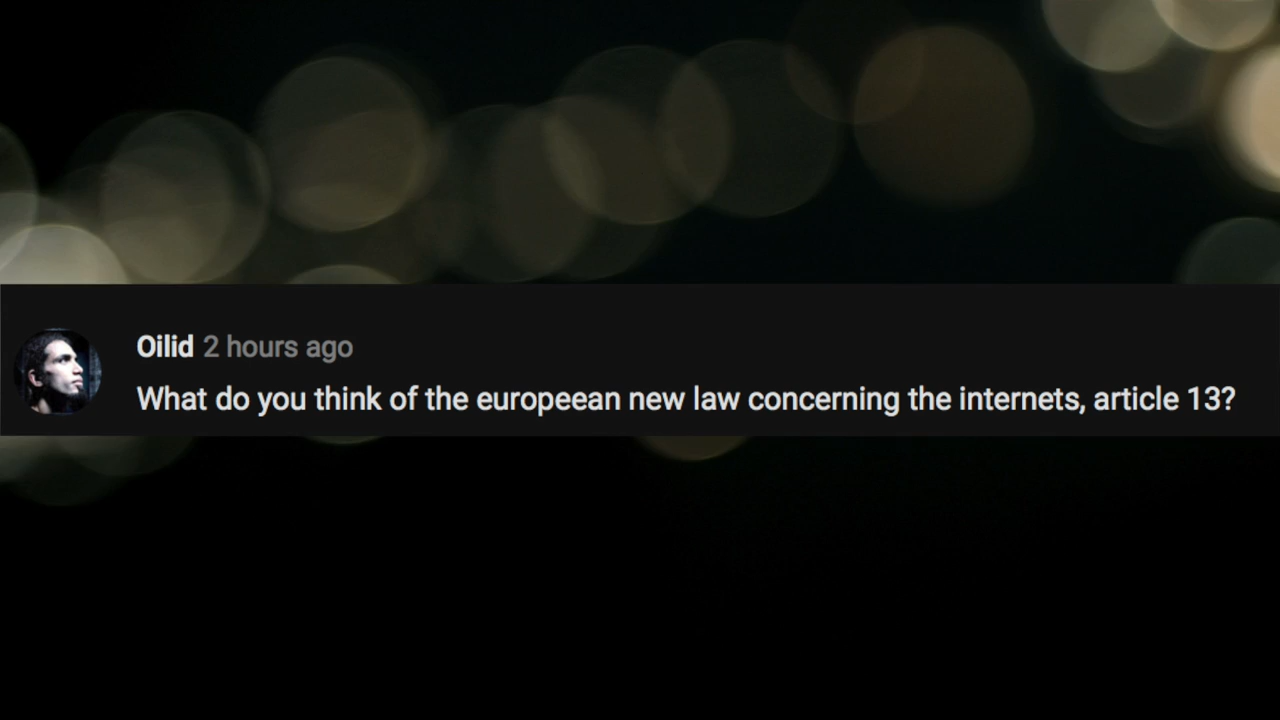 Oilid 2 hours ago
What do you think of the europeean new law concerning the internets, article 13?